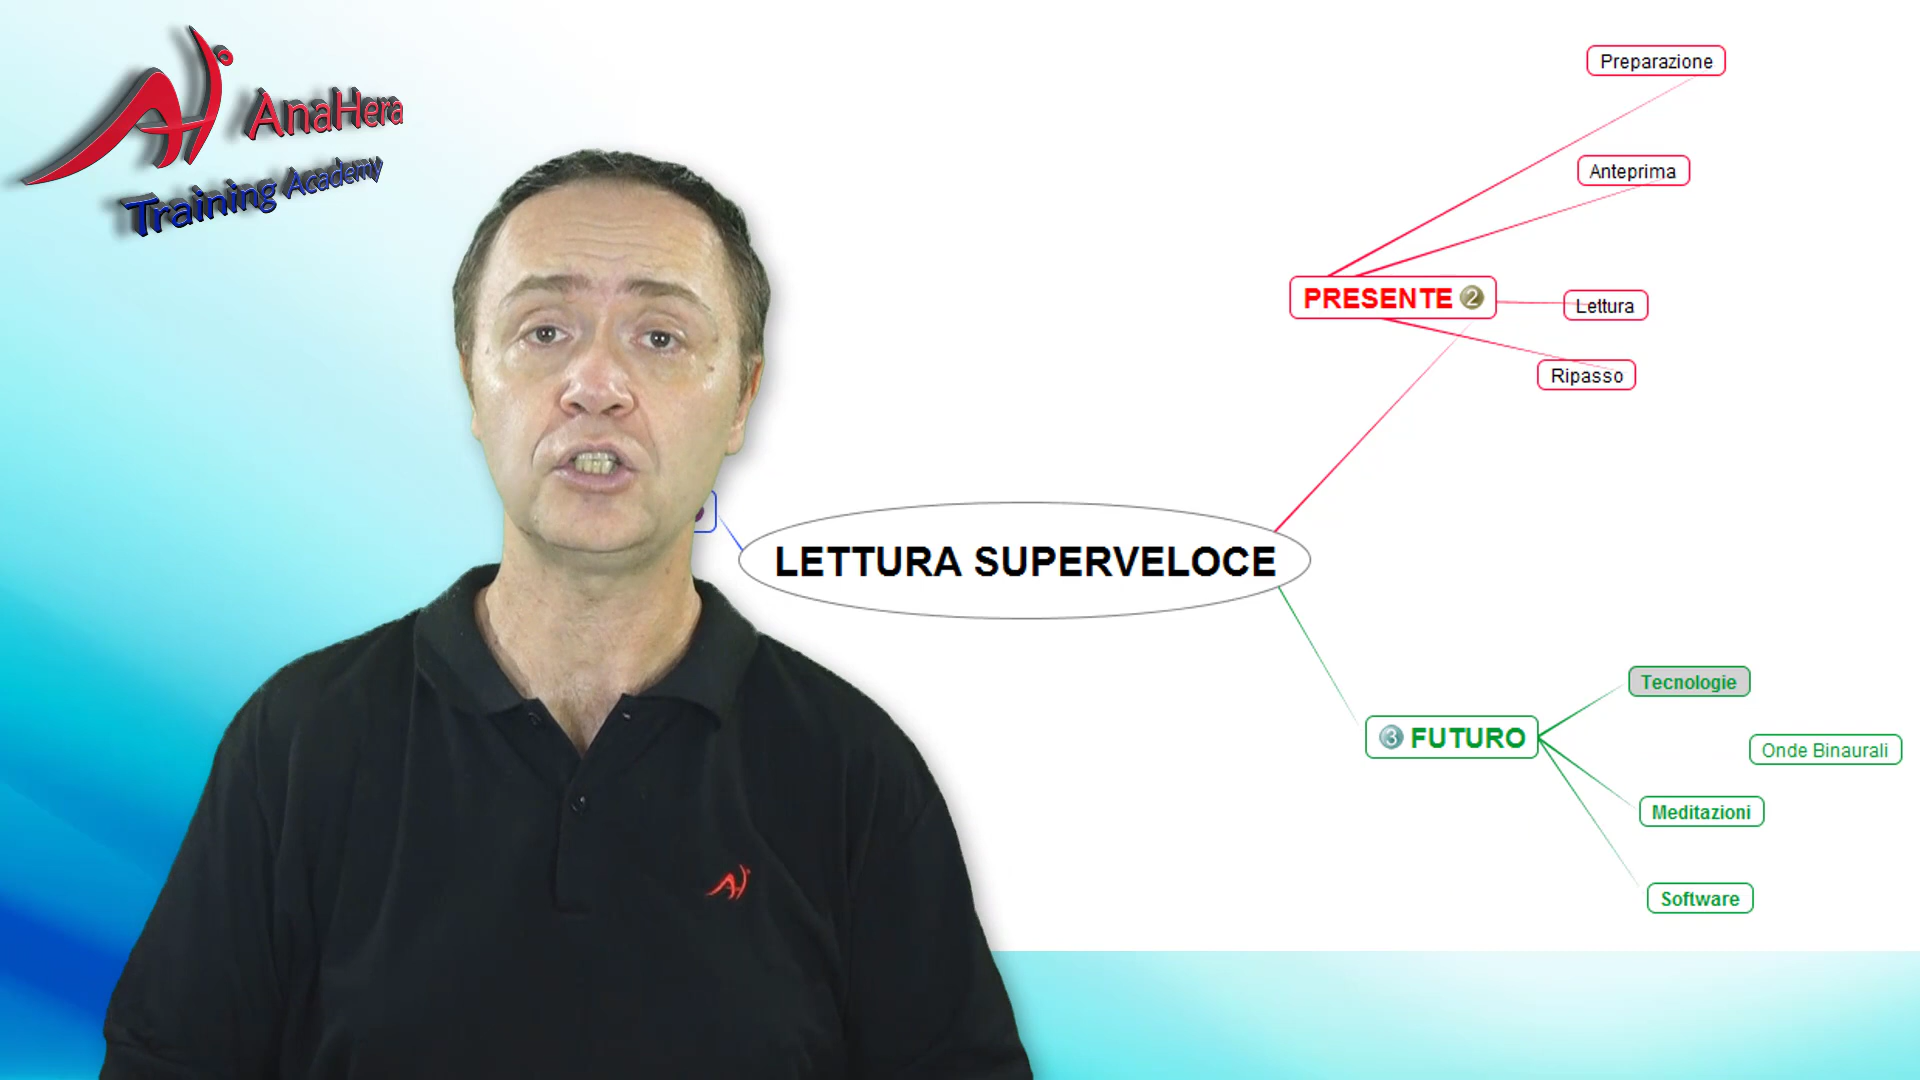 AnaHera
Training Academy
Preparazione
Anteprima
PRESENTE 2
Lettura
Ripasso
LETTURA SUPERVELOCE
Tecnologie
3 FUTURO
Onde Binaurali
Meditazioni
Software